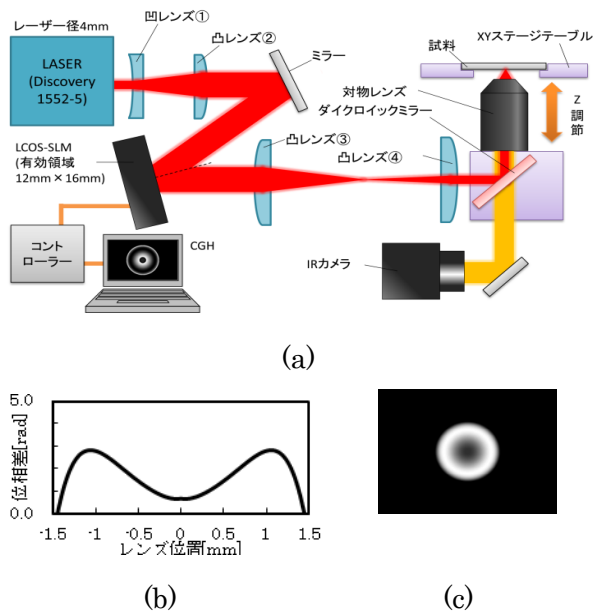 レーザー径4mm
凹レンズ①
凸レンズ②
ミラー
LASER
(Discovery
1552-5)
試料
XYステージテーブル
対物レンズ
ダイクロイックミラー
Z
調
節
LCOS-SLM
(有効領域
12mm×16mm)
凸レンズ③
凸レンズ④
コント
ローラー
CGH
IRカメラ
(a)
5.0
位相差[rad]
0.0
-1.5 -1 -0.5 0 0.5 1 1.5
レンズ位置[mm]
(b)
(c)